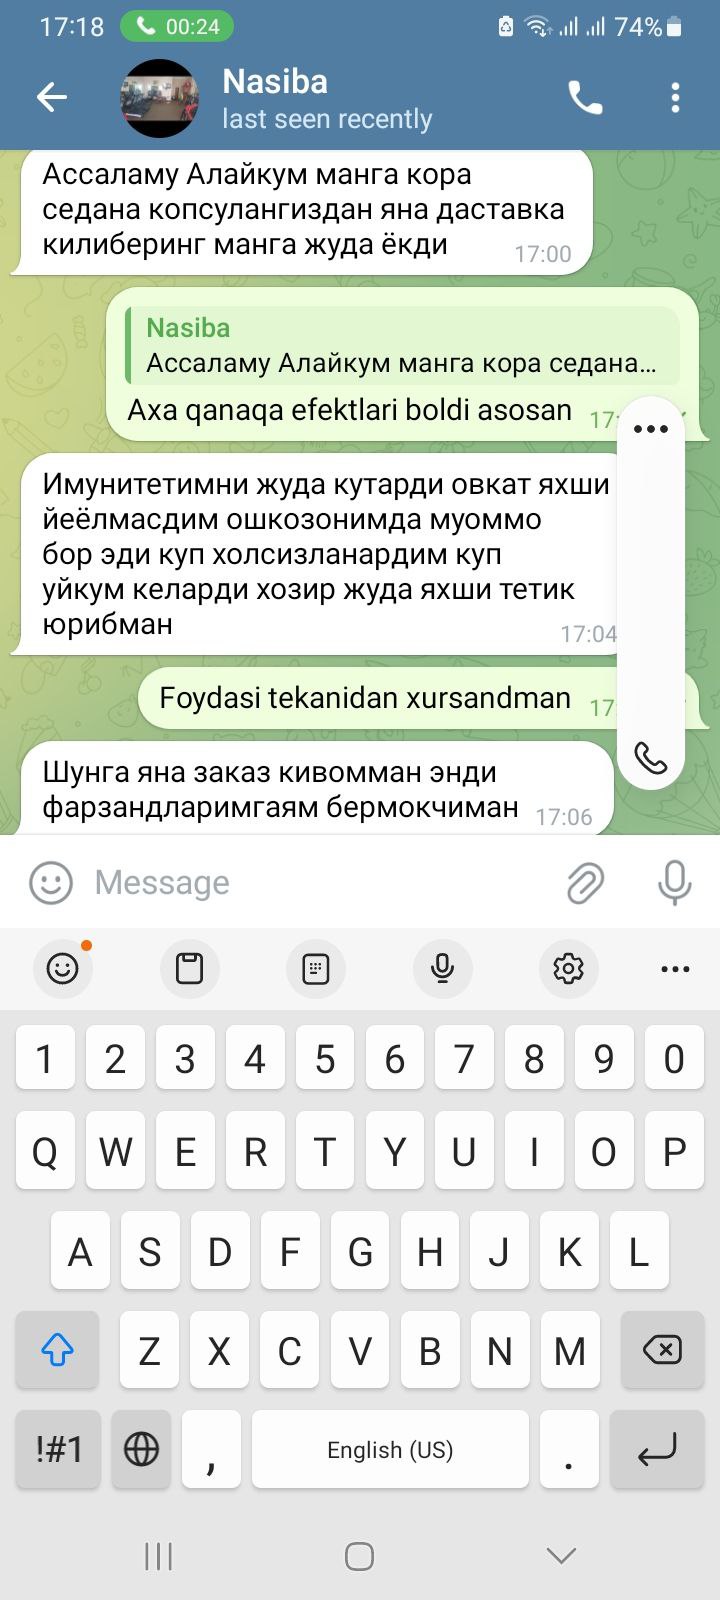 17:18 00:24 74%
Nasiba
last seen recently
Ассаламу Алайкум манга кора
седана копсулангиздан яна даставка
килиберинг манга жуда ёкди 17:00
Nasiba
Ассаламу Алайкум манга кора седана...
Axa qanaqa efektlari boldi asosan 17:
Имунитетимни жуда кутарди овкат яхши
йеёлмасдим ошкозонимда муоммо
бор эди куп холсизланардим куп
уйкум келарди хозир жуда яхши тетик
юрибман 17:04
Foydasi tekanidan xursandman 17:
Шунга яна заказ кивомман энди
фарзандларимгаям бермокчиман 17:06
Message
1 2 3 4 5 6 7 8 9 0
Q W E R T Y U I O P
A S D F G H J K L
Z X C V B N M
!#1 , English (US) .